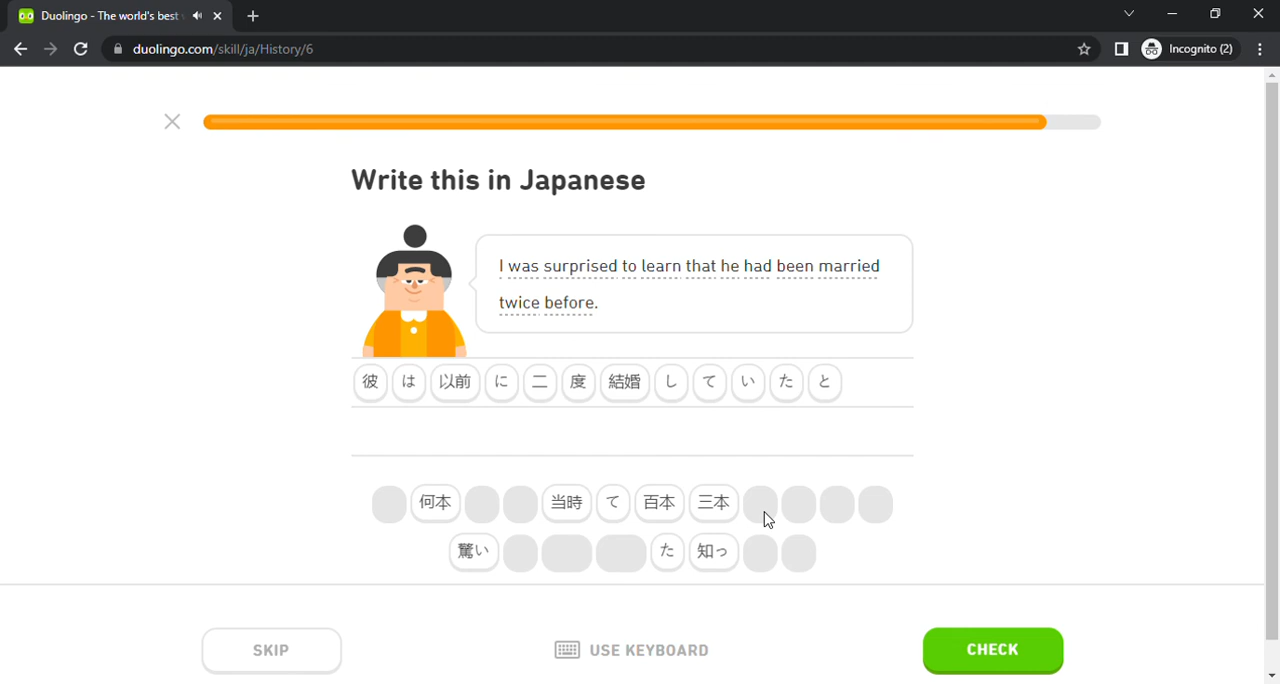 Duolingo - The world's best
duolingo.com/skill/ja/History/6
Incognito (2)
Write this in Japanese
I was surprised to learn that he had been married
twice before.
彼 は 以前 に 二 度 結婚 し て い た と
何本 当時 て 百本 三本
驚い た 知っ
SKIP USE KEYBOARD CHECK